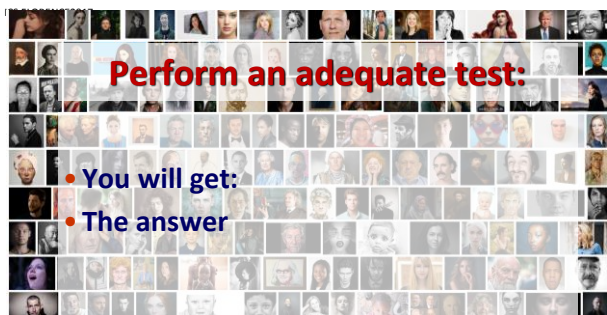 Perform an adequate test:
• You will get:
• The answer